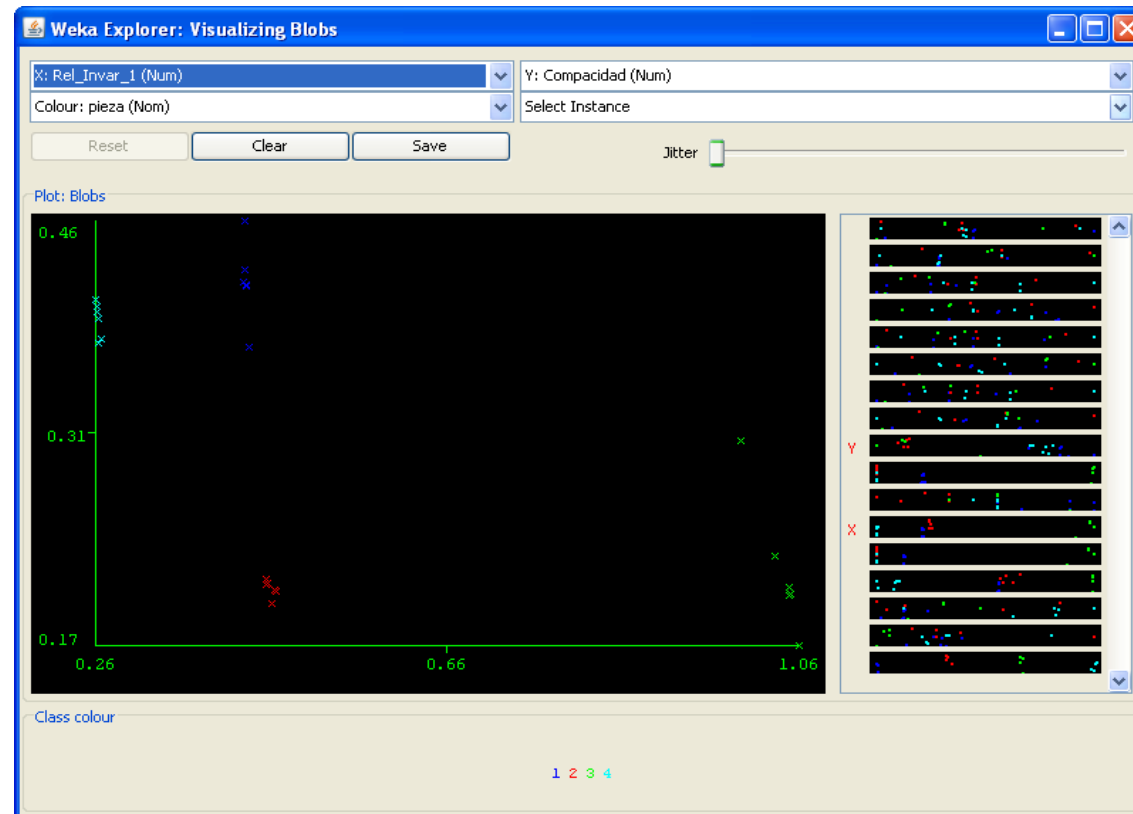 Weka Explorer: Visualizing Blobs
X: Rel_Invar_1 (Num)
Y: Compacidad (Num)
Colour: pieza (Nom)
Select Instance
Reset
Clear
Save
Jitter
Plot: Blobs
0.46
0.31
Y
X
0.17
0.26
0.66
1.06
Class colour
1 2 3 4